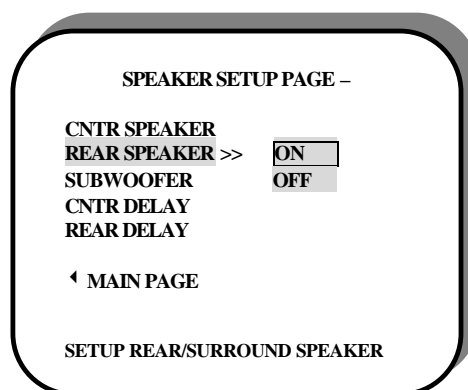 SPEAKER SETUP PAGE –
CNTR SPEAKER
REAR SPEAKER >> ON
SUBWOOFER OFF
CNTR DELAY
REAR DELAY
MAIN PAGE
SETUP REAR/SURROUND SPEAKER